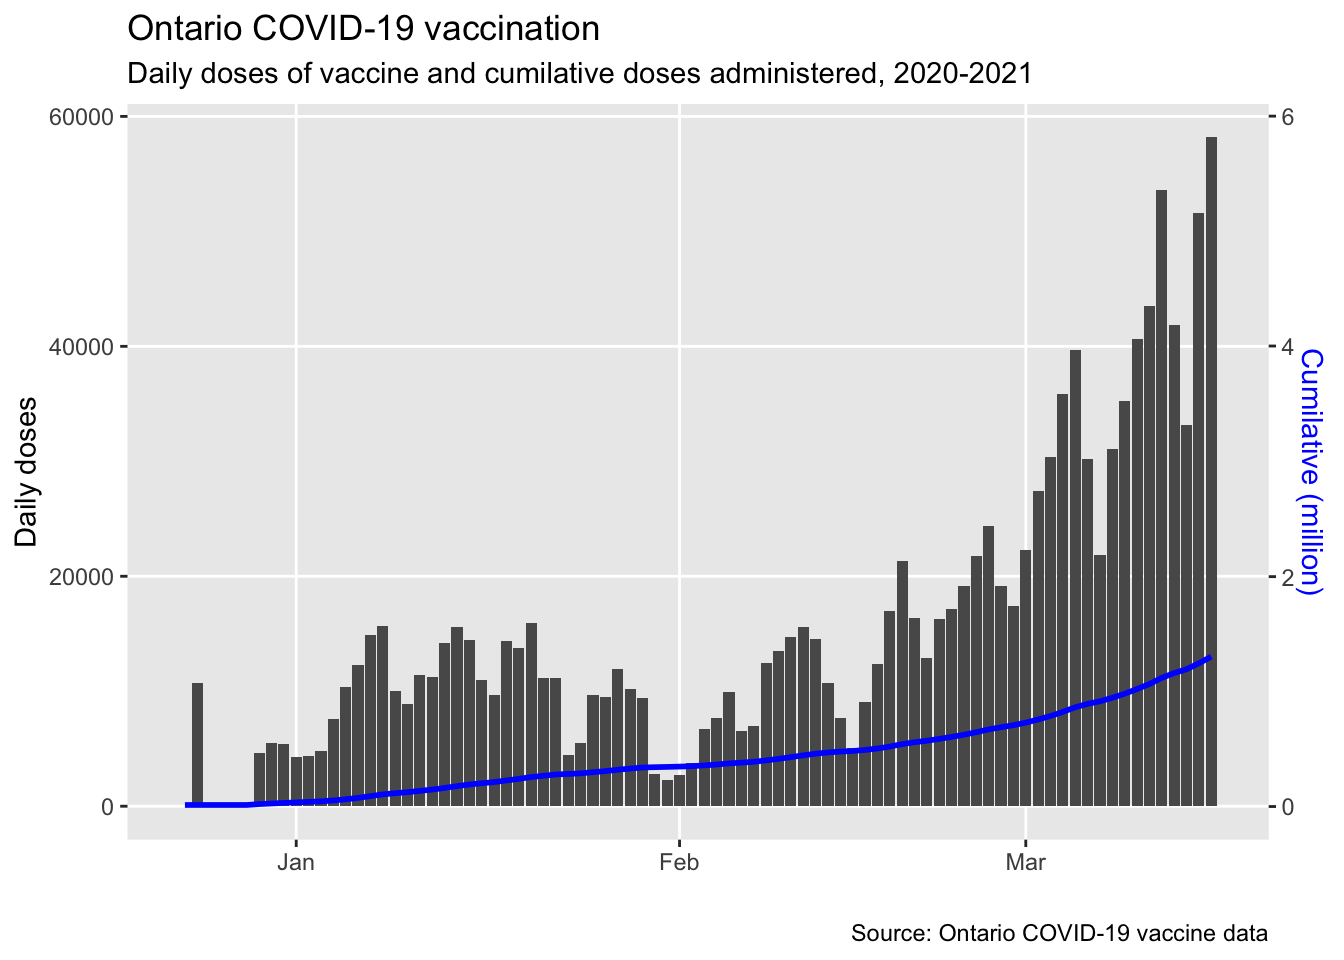 Ontario COVID-19 vaccination
Daily doses of vaccine and cumilative doses administered, 2020-2021
60000
40000
20000
0
Daily doses
6
4
2
0
Cumilative (million)
Jan
Feb
Mar
Source: Ontario COVID-19 vaccine data